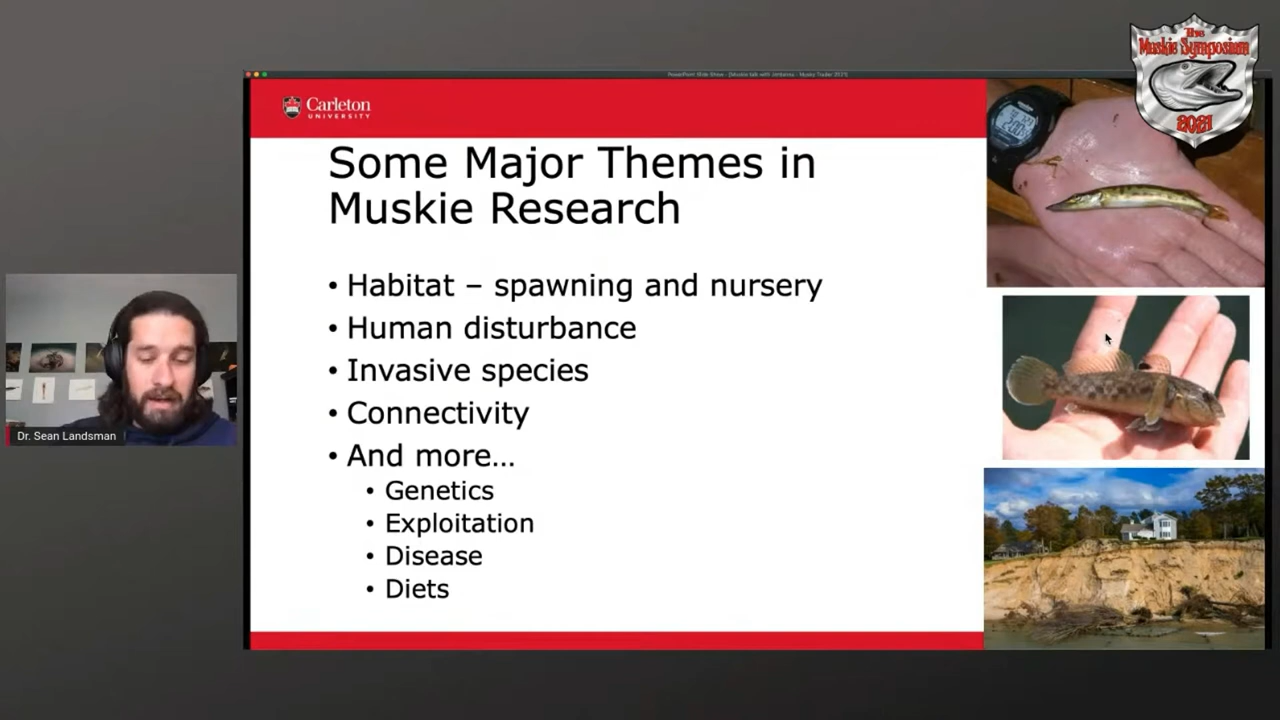 The
Muskie Symposium
2021
Carleton
UNIVERSITY
Some Major Themes in
Muskie Research
• Habitat – spawning and nursery
• Human disturbance
• Invasive species
• Connectivity
• And more...
• Genetics
• Exploitation
• Disease
• Diets
Dr. Sean Landsman